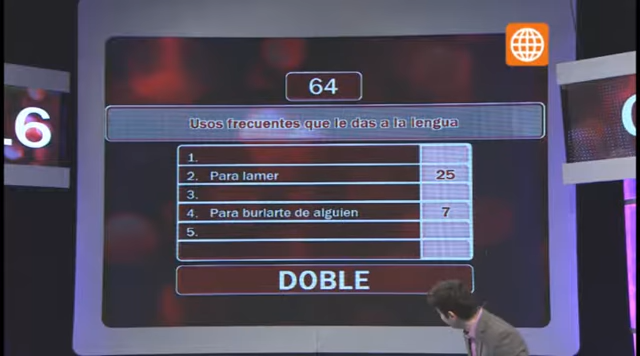 64
16
Usos frecuentes que le das a la lengua
1.
2. Para lamer 25
3.
4. Para burlarte de alguien 7
5.
DOBLE